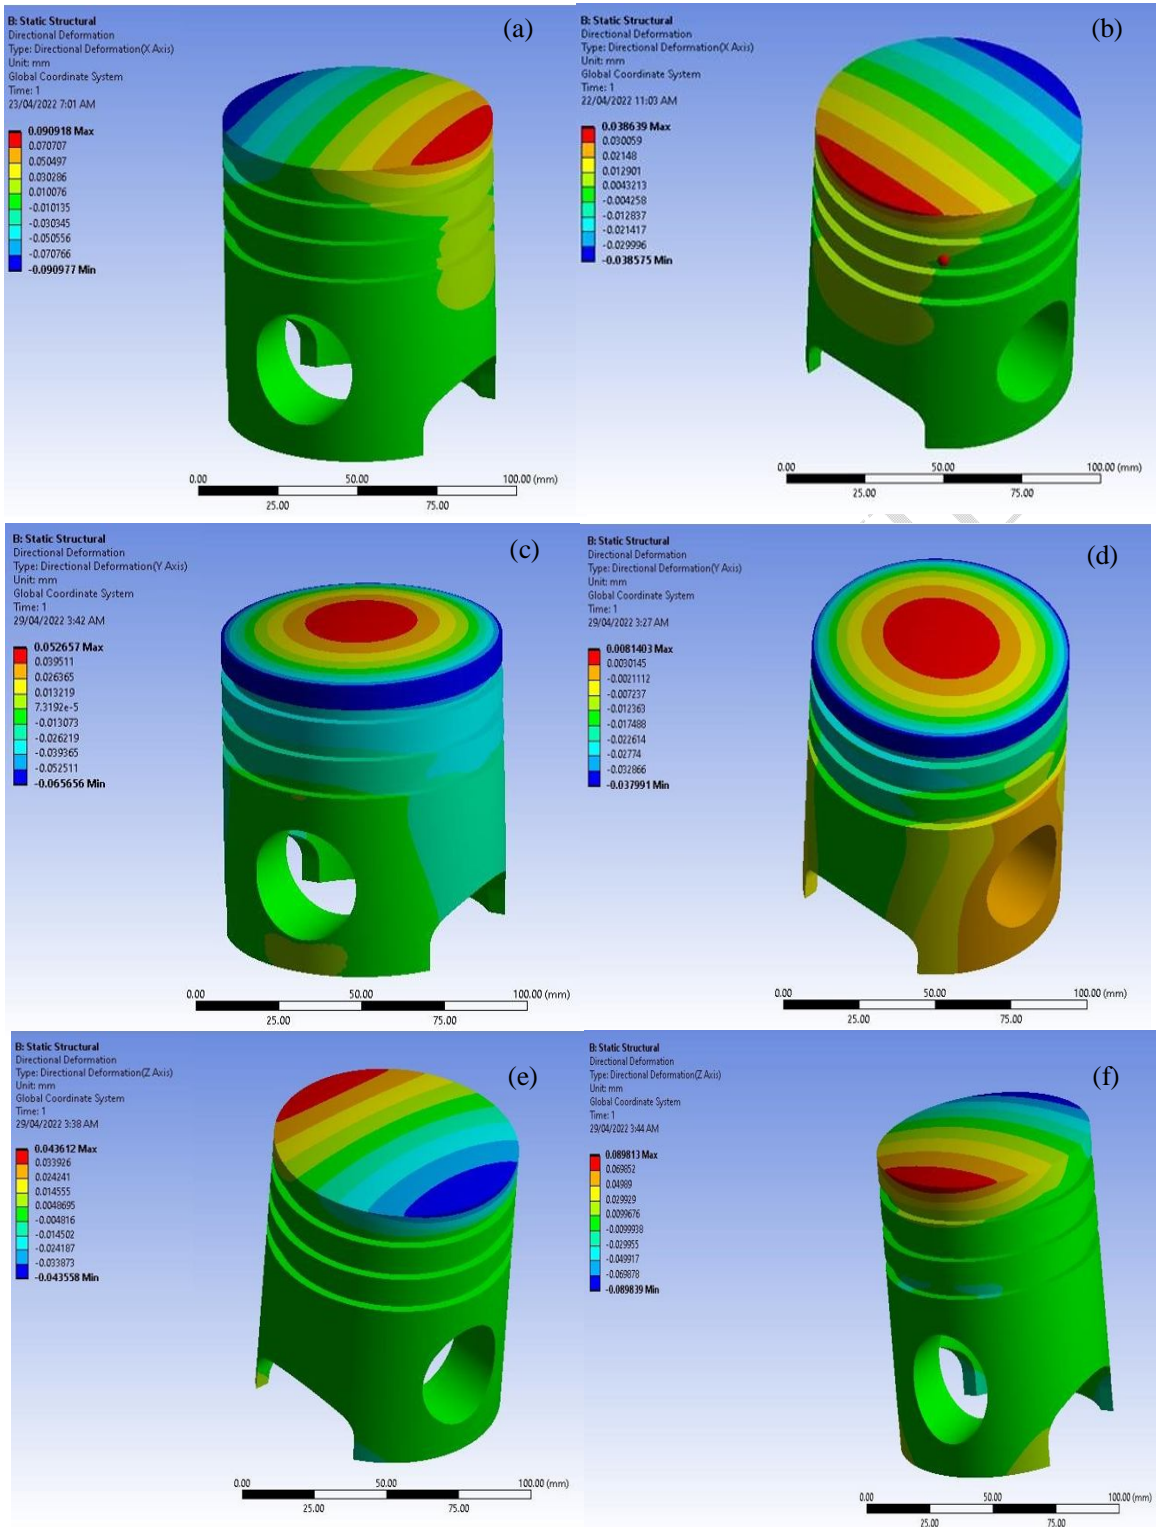 B: Static Structural
Directional Deformation
Type: Directional Deformation(X Axis)
Unit: mm
Global Coordinate System
Time: 1
23/04/2022 7:01 AM
(a)
0.090918 Max
0.070707
0.050497
0.030286
0.010076
-0.010135
-0.030345
-0.050556
-0.070766
-0.090977 Min
0.00
50.00
100.00 (mm)
25.00
75.00
B: Static Structural
Directional Deformation
Type: Directional Deformation(X Axis)
Unit: mm
Global Coordinate System
Time: 1
22/04/2022 11:03 AM
(b)
0.038639 Max
0.030059
0.02148
0.012901
0.0043213
-0.004258
-0.012837
-0.021417
-0.029996
-0.038575 Min
0.00
50.00
100.00 (mm)
25.00
75.00
B: Static Structural
Directional Deformation
Type: Directional Deformation(Y Axis)
Unit: mm
Global Coordinate System
Time: 1
29/04/2022 3:42 AM
(c)
0.052657 Max
0.039511
0.026365
0.013219
7.3192e-5
-0.013073
-0.026219
-0.039365
-0.052511
-0.065656 Min
0.00
50.00
100.00 (mm)
25.00
75.00
B: Static Structural
Directional Deformation
Type: Directional Deformation(Y Axis)
Unit: mm
Global Coordinate System
Time: 1
29/04/2022 3:27 AM
(d)
0.0081403 Max
0.0030145
-0.0021112
-0.007237
-0.012363
-0.017488
-0.022614
-0.02774
-0.032866
-0.037991 Min
0.00
50.00
100.00 (mm)
25.00
75.00
B: Static Structural
Directional Deformation
Type: Directional Deformation(Z Axis)
Unit: mm
Global Coordinate System
Time: 1
29/04/2022 3:38 AM
(e)
0.043612 Max
0.033926
0.024241
0.014555
0.0048695
-0.004816
-0.014502
-0.024187
-0.033873
-0.043558 Min
0.00
50.00
100.00 (mm)
25.00
75.00
B: Static Structural
Directional Deformation
Type: Directional Deformation(Z Axis)
Unit: mm
Global Coordinate System
Time: 1
29/04/2022 3:44 AM
(f)
0.089813 Max
0.069852
0.04989
0.029929
0.0099676
-0.0099938
-0.029955
-0.049917
-0.069878
-0.089839 Min
0.00
50.00
100.00 (mm)
25.00
75.00